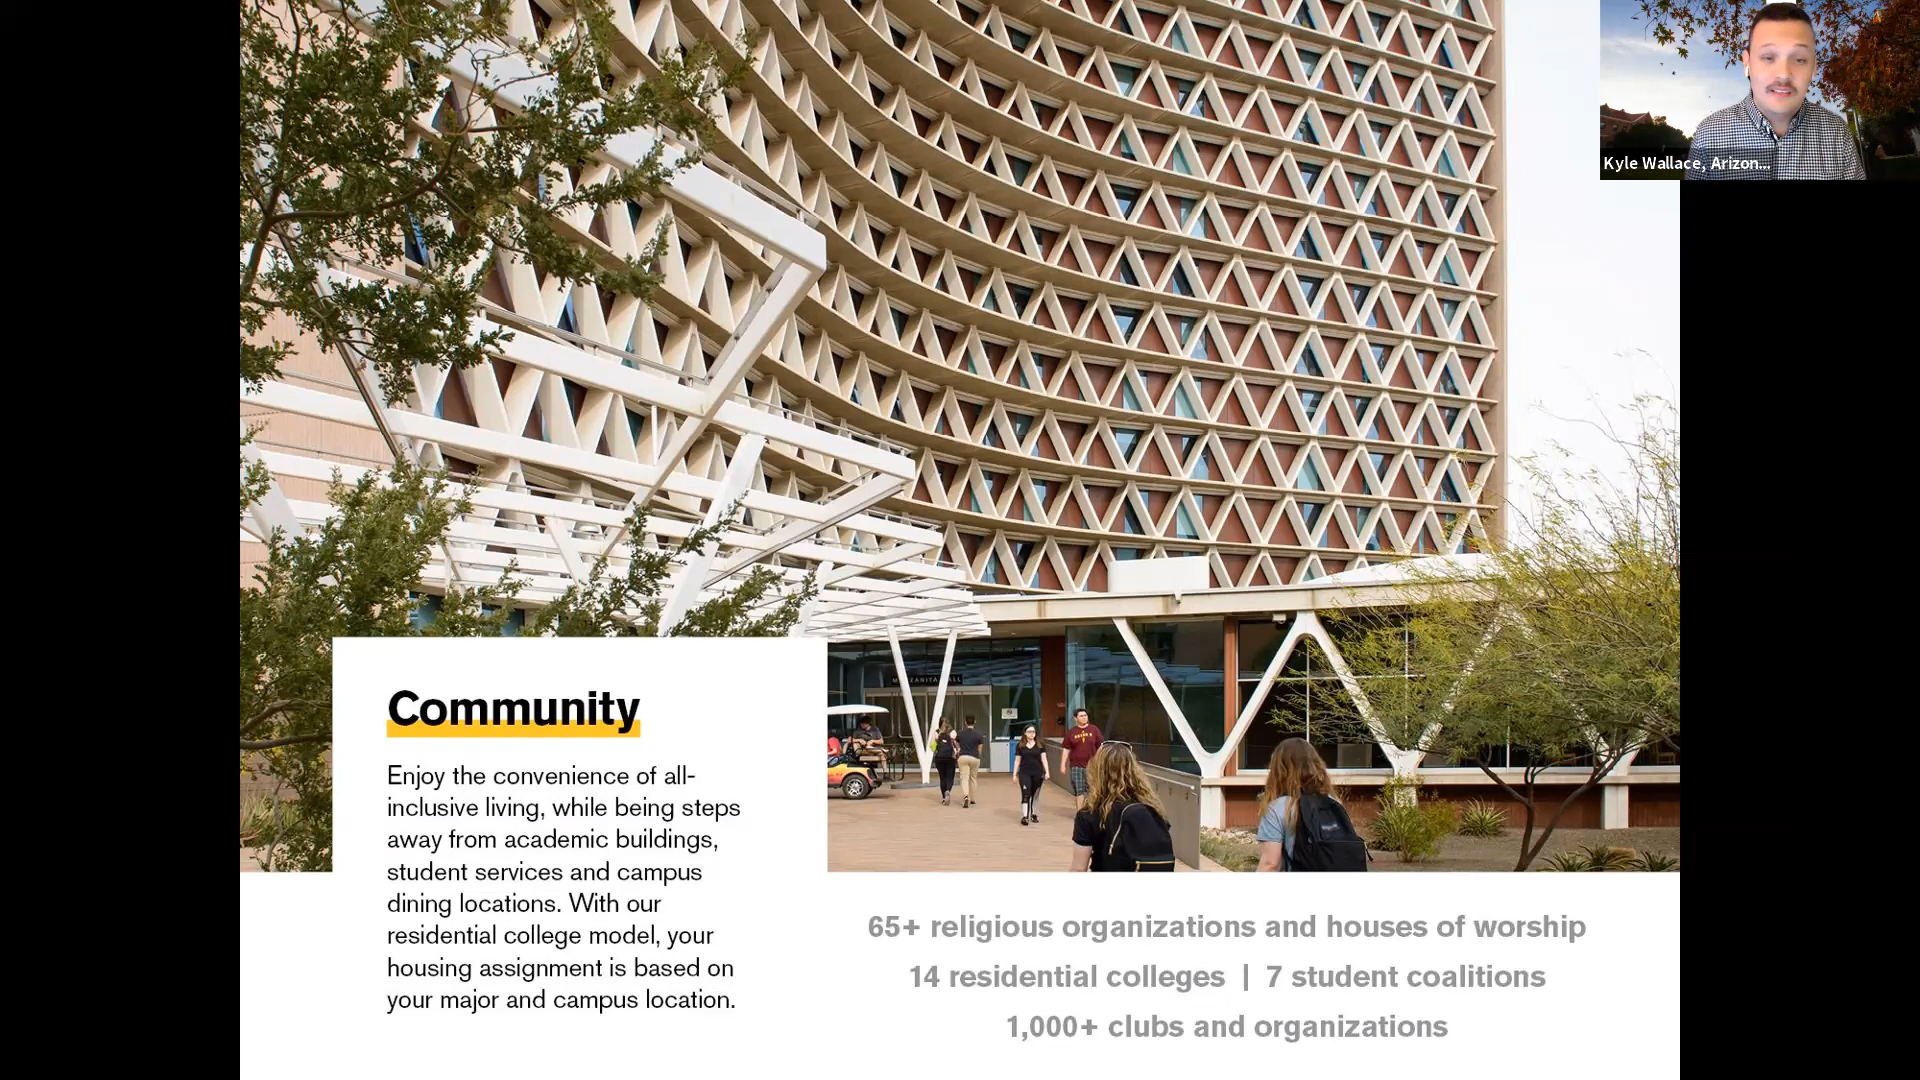 Kyle Wallace, Arizon...
MANZANITA HALL
Community
Enjoy the convenience of all-
inclusive living, while being steps
away from academic buildings,
student services and campus
dining locations. With our
residential college model, your
housing assignment is based on
your major and campus location.
65+ religious organizations and houses of worship
14 residential colleges | 7 student coalitions
1,000+ clubs and organizations